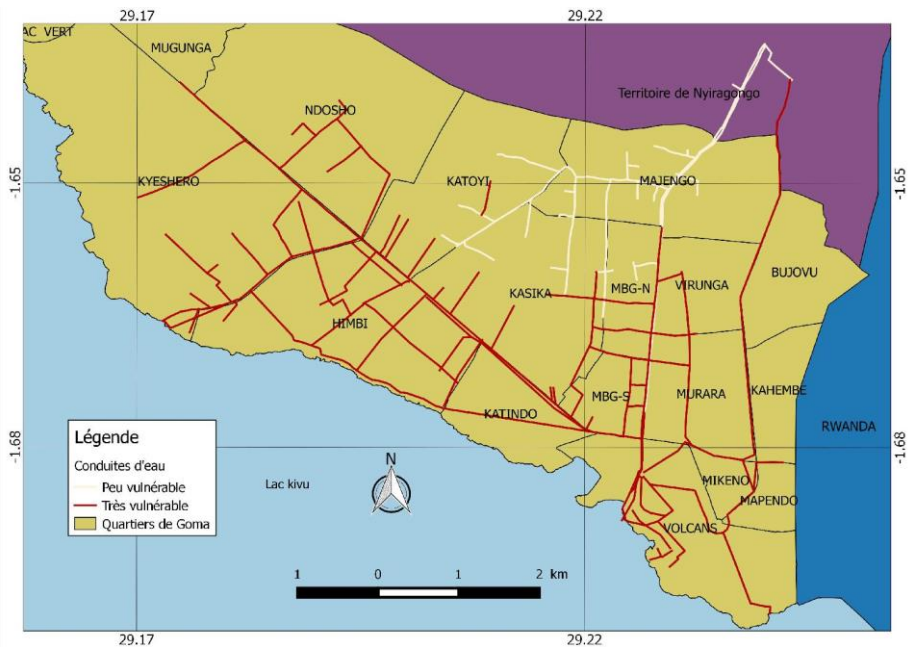 29.17
29.22
AC VERT
MUGUNGA
Territoire de Nyiragongo
NDOSHO
-1.65
KYESHERO
KATOYI
MAJENGO
-1.65
BUJOVU
KASIKA
MBG-N
VIRUNGA
HIMBI
KATINDO
MBG-S
MURARA
KAHEMBE
RWANDA
Légende
Conduites d'eau
Peu vulnérable
Très vulnérable
Quartiers de Goma
-1.68
-1.68
N
Lac kivu
MIKENO
MAPENDO
VOLCANS
1 0 1 2 km
29.17
29.22